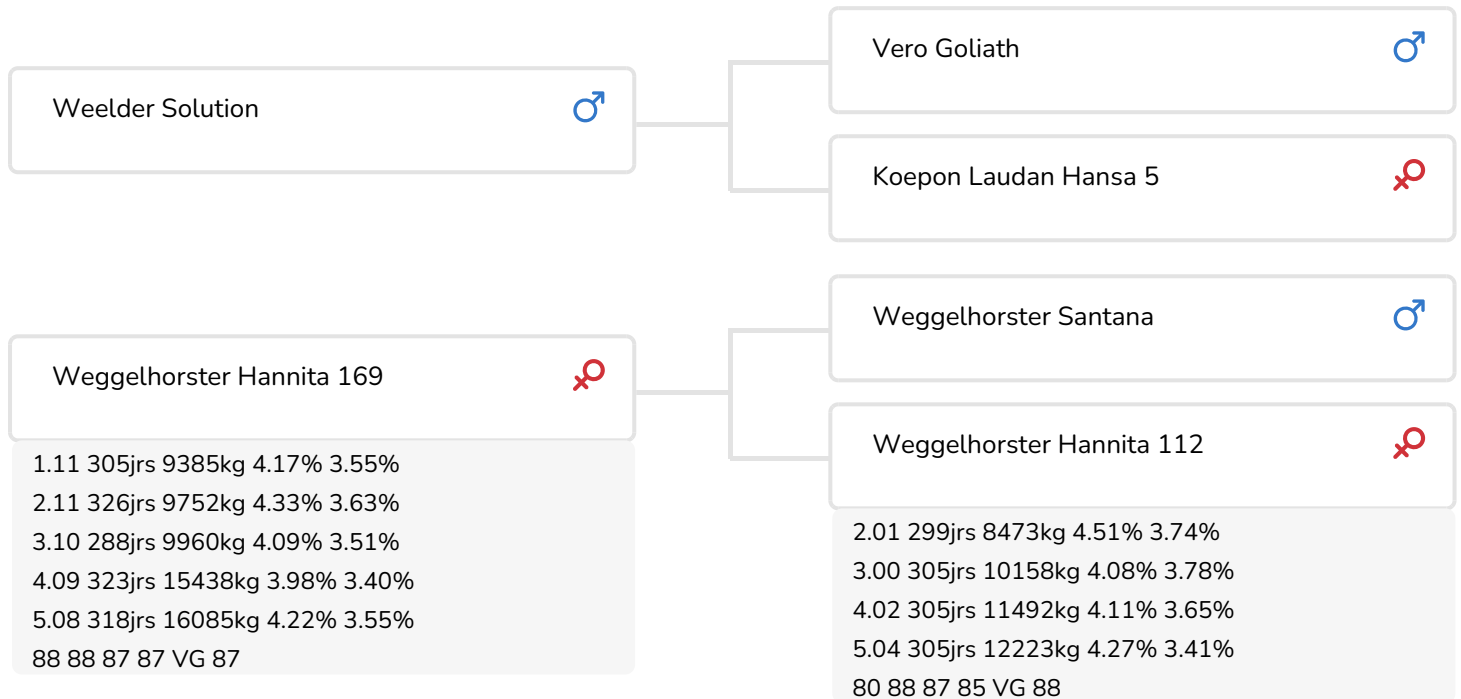 Weelder Solution
Vero Goliath
Koepon Laudan Hansa 5
Weggelhorster Hannita 169
1.11 305jrs 9385kg 4.17% 3.55%
2.11 326jrs 9752kg 4.33% 3.63%
3.10 288jrs 9960kg 4.09% 3.51%
4.09 323jrs 15438kg 3.98% 3.40%
5.08 318jrs 16085kg 4.22% 3.55%
88 88 87 87 VG 87
Weggelhorster Santana
Weggelhorster Hannita 112
2.01 299jrs 8473kg 4.51% 3.74%
3.00 305jrs 10158kg 4.08% 3.78%
4.02 305jrs 11492kg 4.11% 3.65%
5.04 305jrs 12223kg 4.27% 3.41%
80 88 87 85 VG 88